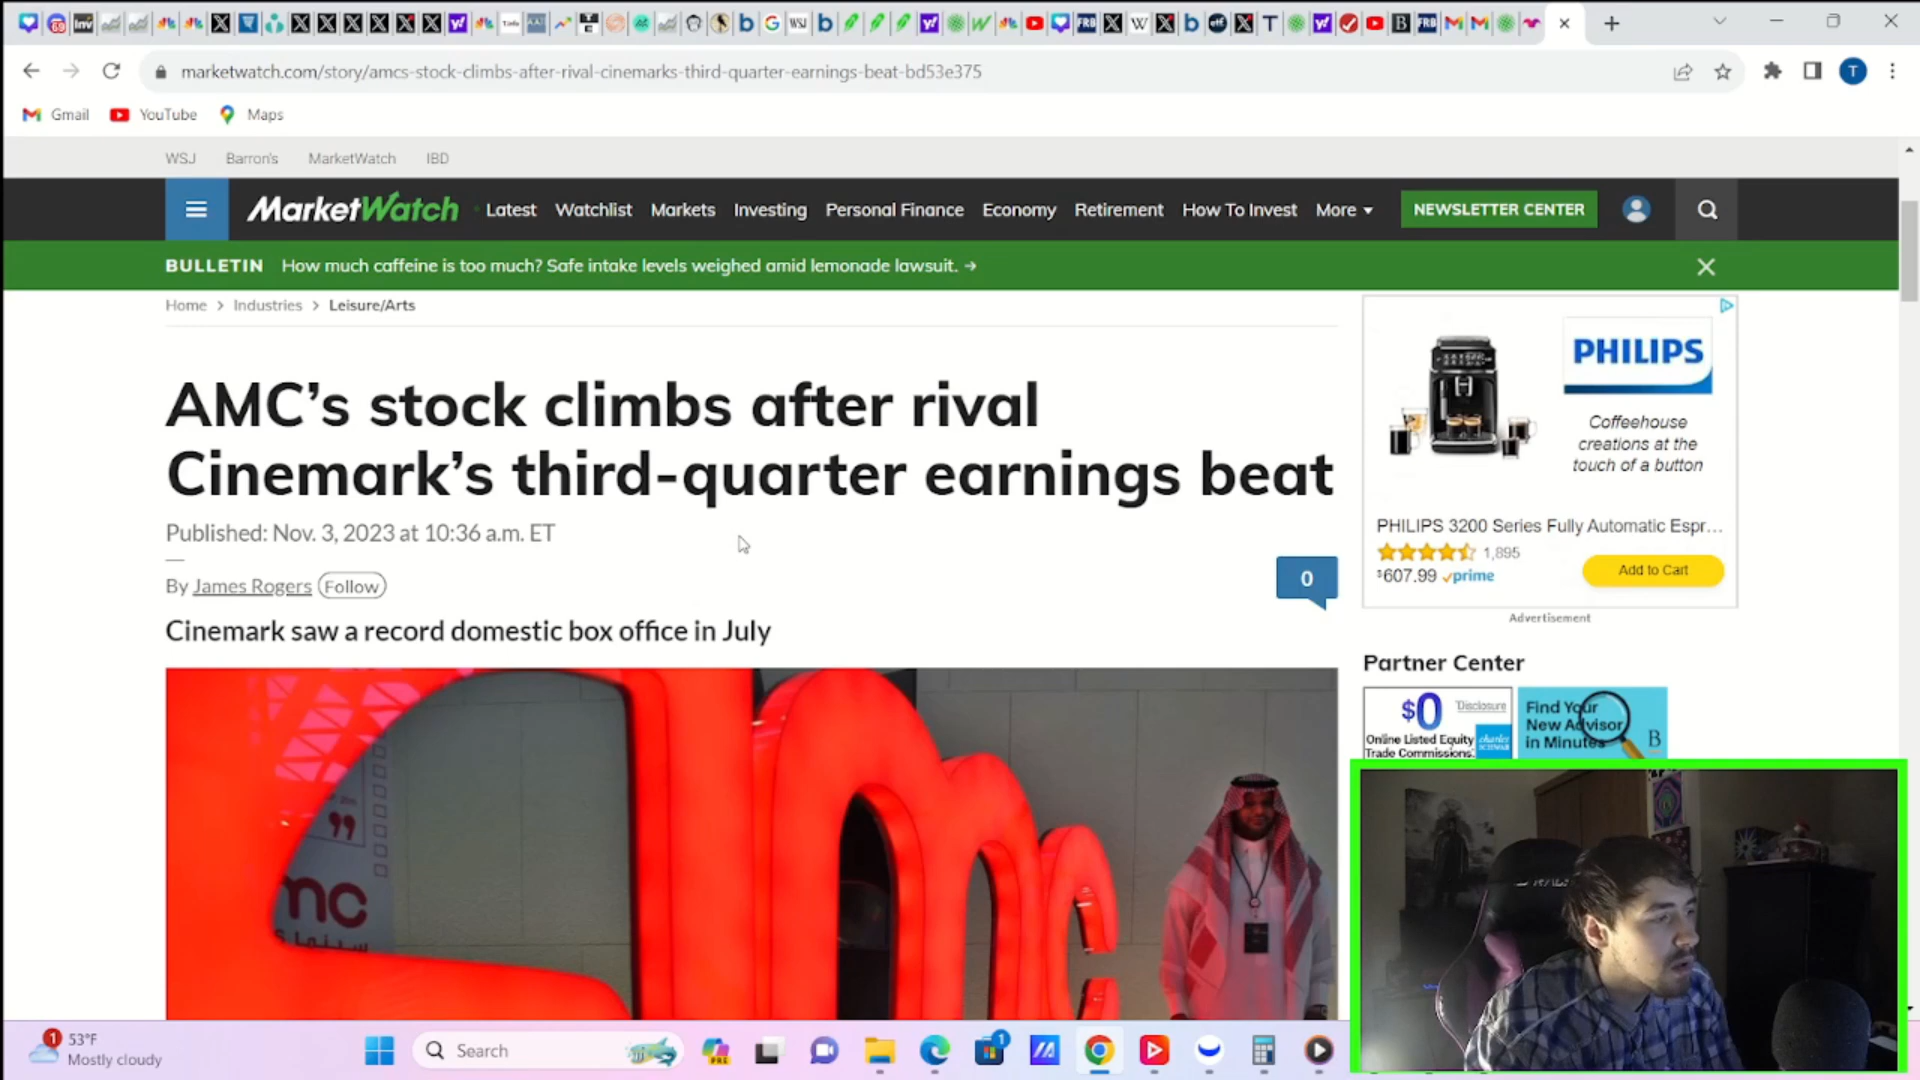 marketwatch.com/story/amcs-stock-climbs-after-rival-cinemarks-third-quarter-earnings-beat-bd53e375
T
Gmail YouTube Maps
WSJ Barron's MarketWatch IBD
MarketWatch Latest Watchlist Markets Investing Personal Finance Economy Retirement How To Invest More NEWSLETTER CENTER
BULLETIN How much caffeine is too much? Safe intake levels weighed amid lemonade lawsuit. →
Home > Industries > Leisure/Arts
AMC's stock climbs after rival
Cinemark's third-quarter earnings beat
Published: Nov. 3, 2023 at 10:36 a.m. ET
By James Rogers Follow
0
Cinemark saw a record domestic box office in July
amc
PHILIPS
Coffeehouse
creations at the
touch of a button
PHILIPS 3200 Series Fully Automatic Espr...
1,895
$607.99 prime
Add to Cart
Advertisement
Partner Center
$0 Disclosure
Online Listed Equity
Trade Commissions
charles
SCHWAB
Find Your
New Advisor
in Minutes
B
1
53°F
Mostly cloudy
Search
PRE
1